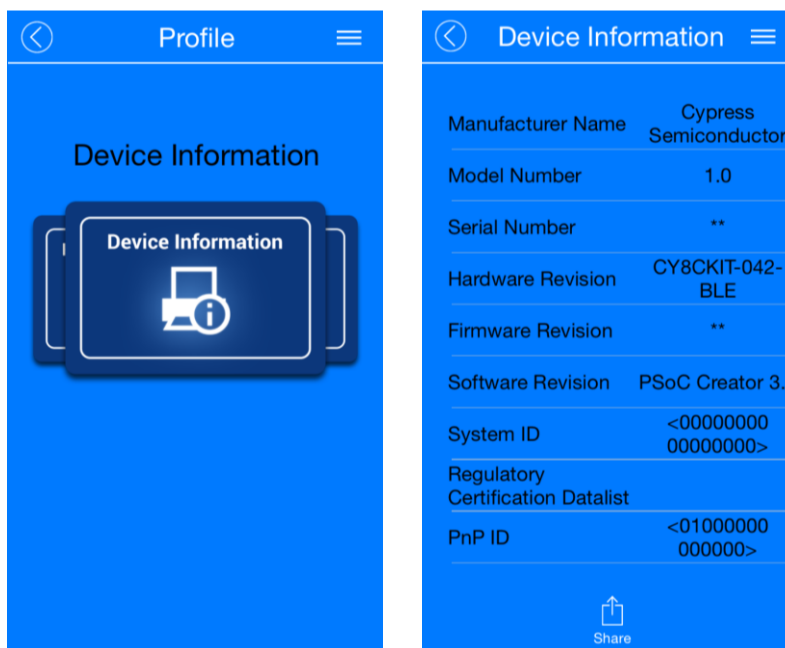 Profile
Device Information
Device Information
Device Information
Manufacturer Name
Cypress
Semiconductor
Model Number
1.0
Serial Number
**
Hardware Revision
CY8CKIT-042-
BLE
Firmware Revision
**
Software Revision
PSoC Creator 3.
System ID
<00000000
00000000>
Regulatory
Certification Datalist
PnP ID
<01000000
000000>
Share